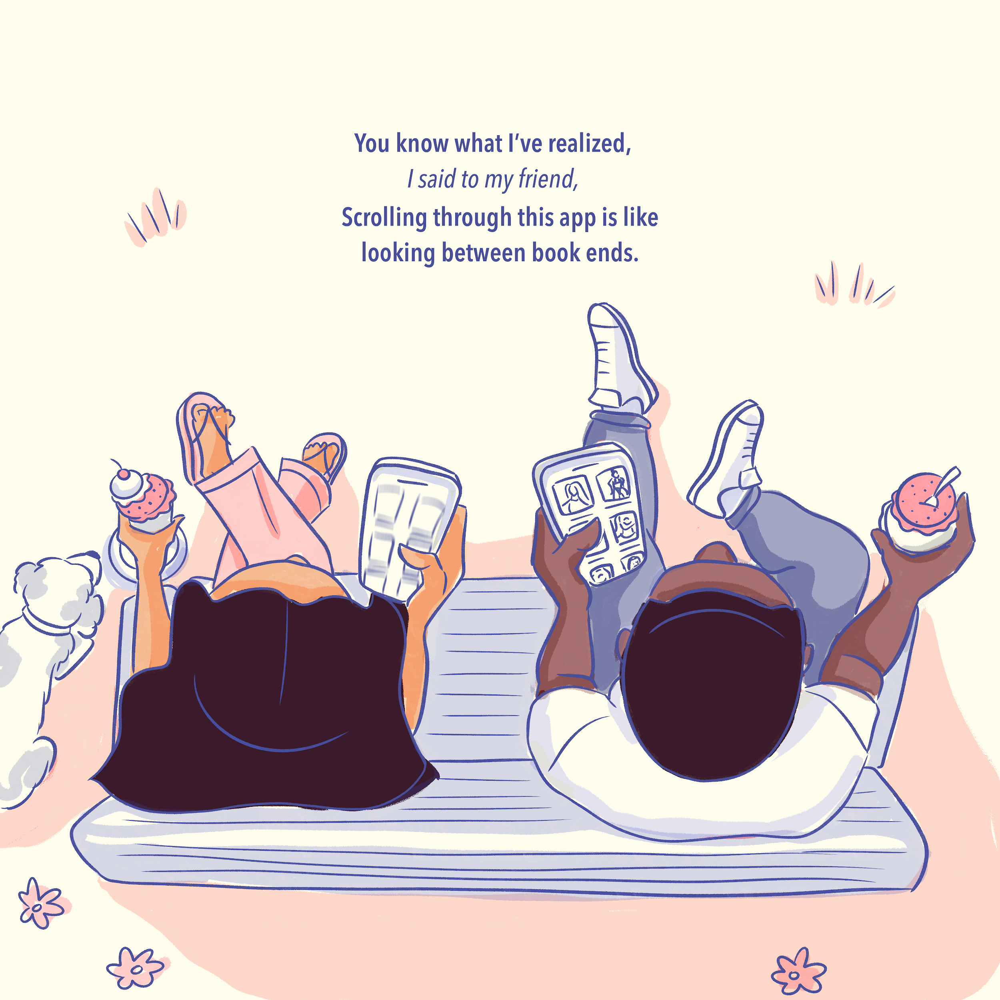 You know what I’ve realized,
I said to my friend,
Scrolling through this app is like
looking between book ends.